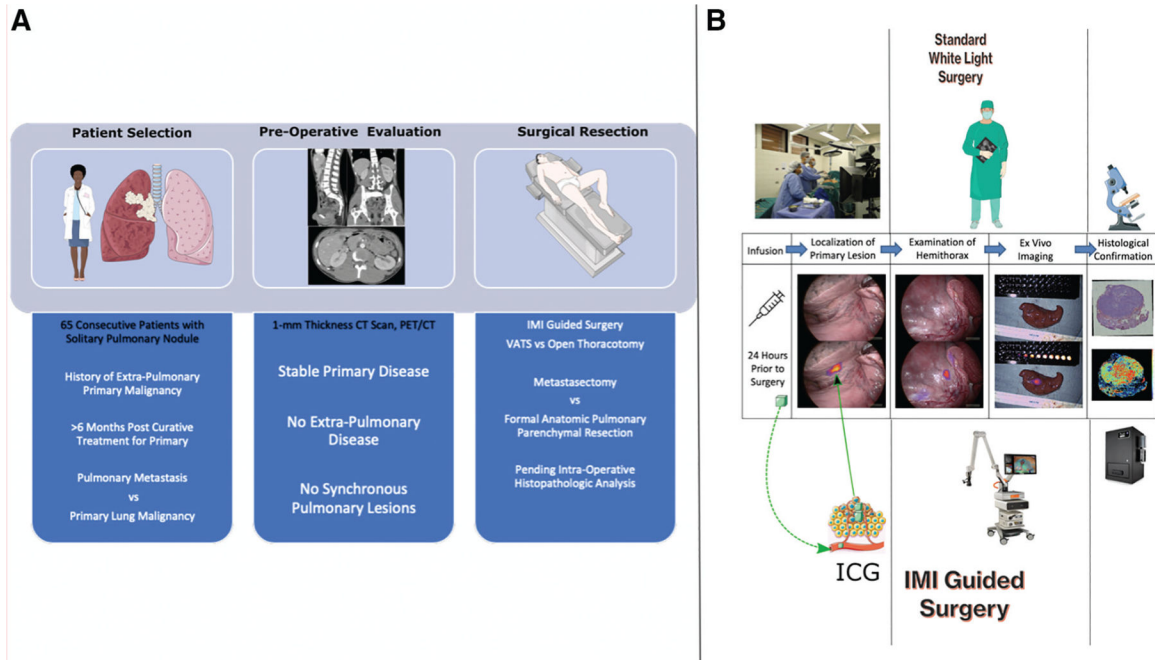 A
Patient Selection
Pre-Operative Evaluation
Surgical Resection
65 Consecutive Patients with
Solitary Pulmonary Nodule
History of Extra-Pulmonary
Primary Malignancy
>6 Months Post Curative
Treatment for Primary
Pulmonary Metastasis
vs
Primary Lung Malignancy
1-mm Thickness CT Scan, PET/CT
Stable Primary Disease
No Extra-Pulmonary
Disease
No Synchronous
Pulmonary Lesions
IMI Guided Surgery
VATS vs Open Thoracotomy
Metastasectomy
vs
Formal Anatomic Pulmonary
Parenchymal Resection
Pending Intra-Operative
Histopathologic Analysis
B
Standard
White Light
Surgery
Infusion
Localization of
Primary Lesion
Examination of
Hemithorax
Ex Vivo
Imaging
Histological
Confirmation
24 Hours
Prior to
Surgery
ICG
IMI Guided
Surgery